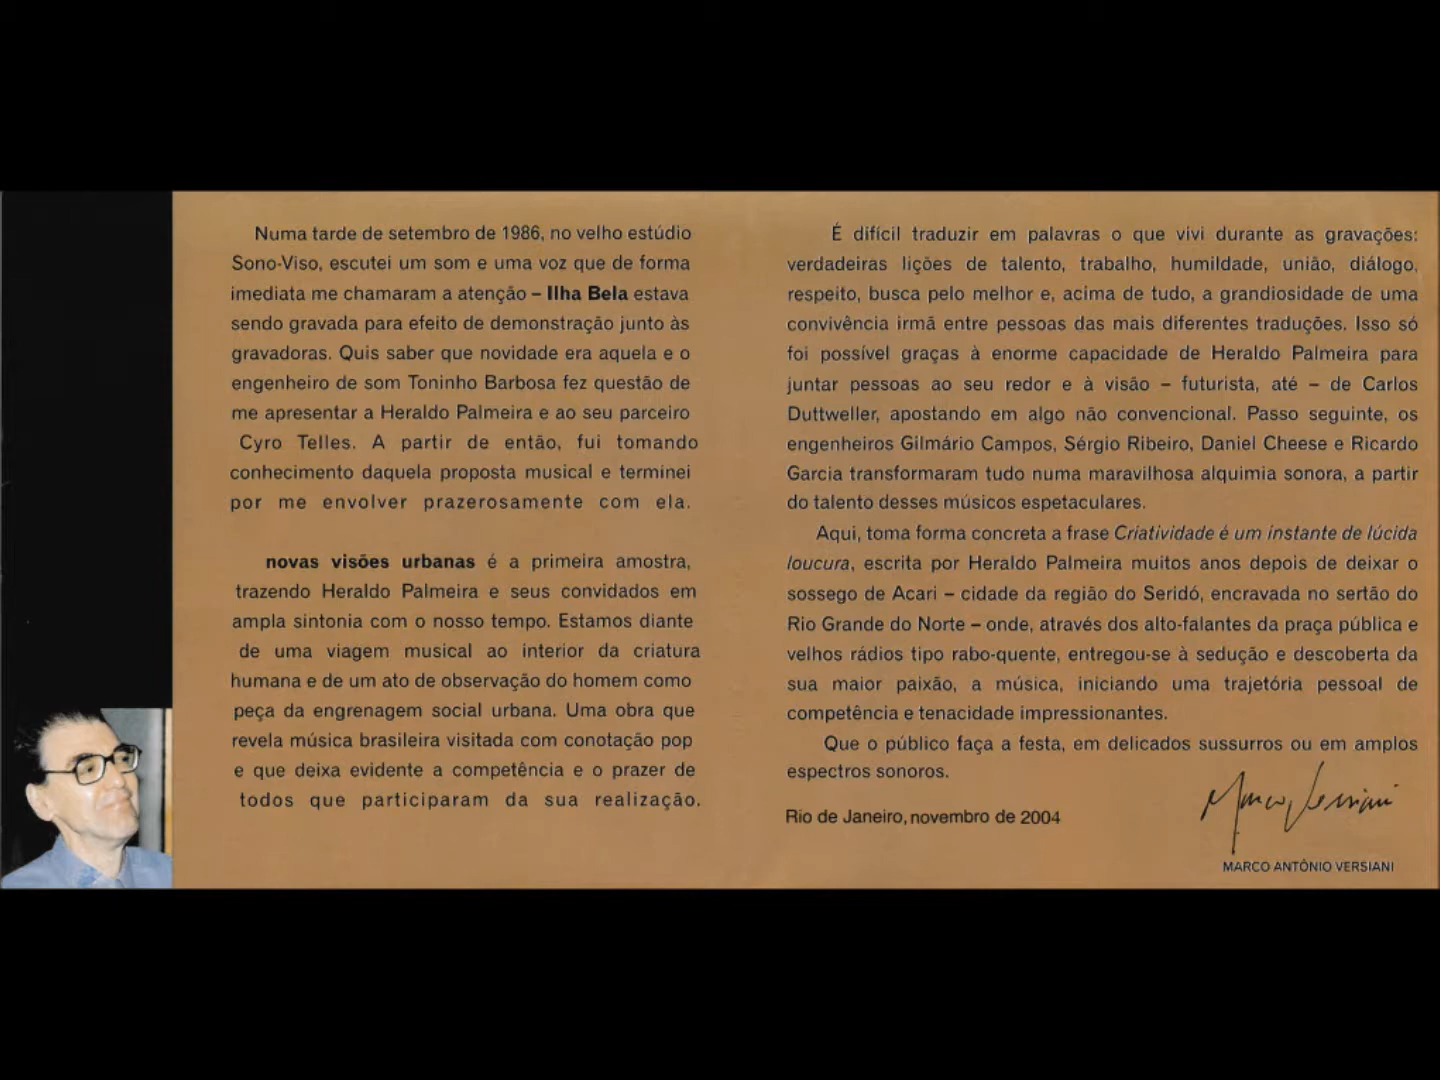 Numa tarde de setembro de 1986, no velho estúdio
Sono-Viso, escutei um som e uma voz que de forma
imediata me chamaram a atenção – Ilha Bela estava
sendo gravada para efeito de demonstração junto às
gravadoras. Quis saber que novidade era aquela e o
engenheiro de som Toninho Barbosa fez questão de
me apresentar a Heraldo Palmeira e ao seu parceiro
Cyro Telles. A partir de então, fui tomando
conhecimento daquela proposta musical e terminei
por me envolver prazerosamente com ela.
novas visões urbanas é a primeira amostra,
trazendo Heraldo Palmeira e seus convidados em
ampla sintonia com o nosso tempo. Estamos diante
de uma viagem musical ao interior da criatura
humana e de um ato de observação do homem como
peça da engrenagem social urbana. Uma obra que
revela música brasileira visitada com conotação pop
e que deixa evidente a competência e o prazer de
todos que participaram da sua realização.
É difícil traduzir em palavras o que vivi durante as gravações:
verdadeiras lições de talento, trabalho, humildade, união, diálogo,
respeito, busca pelo melhor e, acima de tudo, a grandiosidade de uma
convivência irmã entre pessoas das mais diferentes traduções. Isso só
foi possível graças à enorme capacidade de Heraldo Palmeira para
juntar pessoas ao seu redor e à visão – futurista, até – de Carlos
Duttweller, apostando em algo não convencional. Passo seguinte, os
engenheiros Gilmário Campos, Sérgio Ribeiro, Daniel Cheese e Ricardo
Garcia transformaram tudo numa maravilhosa alquimia sonora, a partir
do talento desses músicos espetaculares.
Aqui, toma forma concreta a frase Criatividade é um instante de lúcida
loucura, escrita por Heraldo Palmeira muitos anos depois de deixar o
sossego de Acari – cidade da região do Seridó, encravada no sertão do
Rio Grande do Norte – onde, através dos alto-falantes da praça pública e
velhos rádios tipo rabo-quente, entregou-se à sedução e descoberta da
sua maior paixão, a música, iniciando uma trajetória pessoal de
competência e tenacidade impressionantes.
Que o público faça a festa, em delicados sussurros ou em amplos
espectros sonoros.
Rio de Janeiro, novembro de 2004
Marco Versiani
MARCO ANTÔNIO VERSIANI